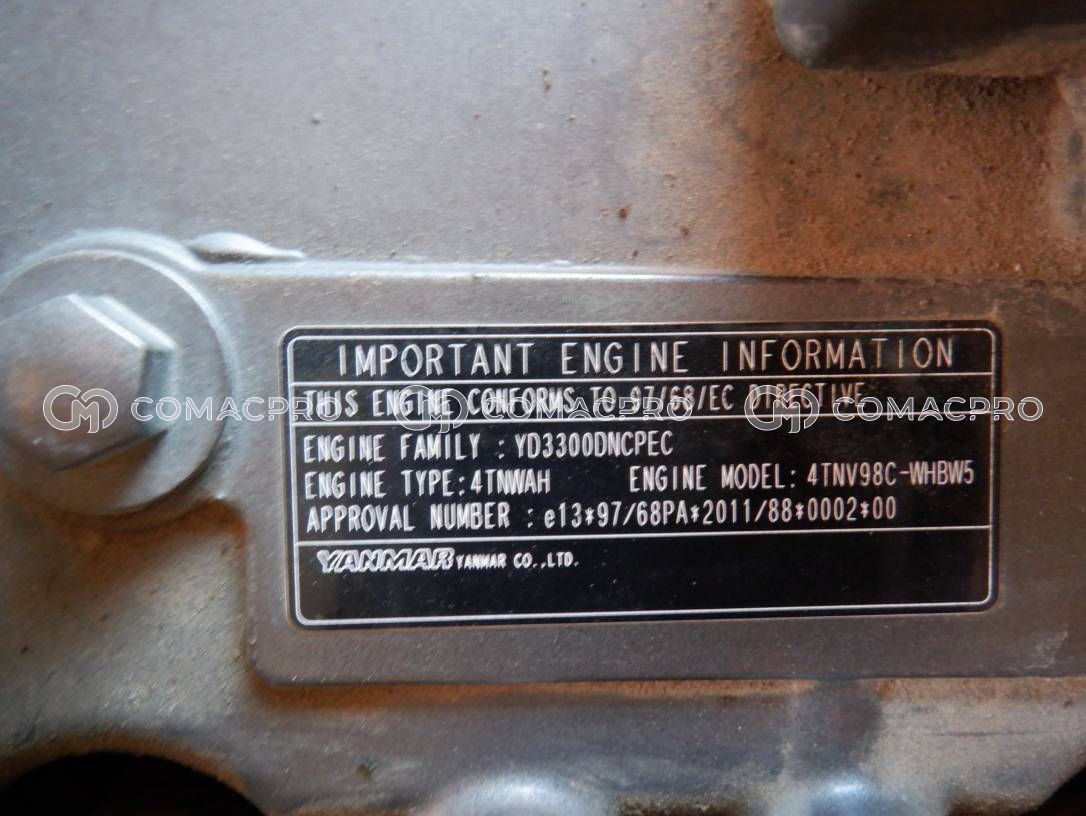 IMPORTANT ENGINE INFORMATION
THIS ENGINE CONFORMS TO 97/68/EC DIRECTIVE
COMACPRO COMACPRO COMACPRO
ENGINE FAMILY : YD3300DNCPEC
ENGINE TYPE: 4TNWAH ENGINE MODEL: 4TNV98C-WHBW5
APPROVAL NUMBER : e13*97/68PA*2011/88*0002*00
YANMAR YANMAR CO.,LTD.